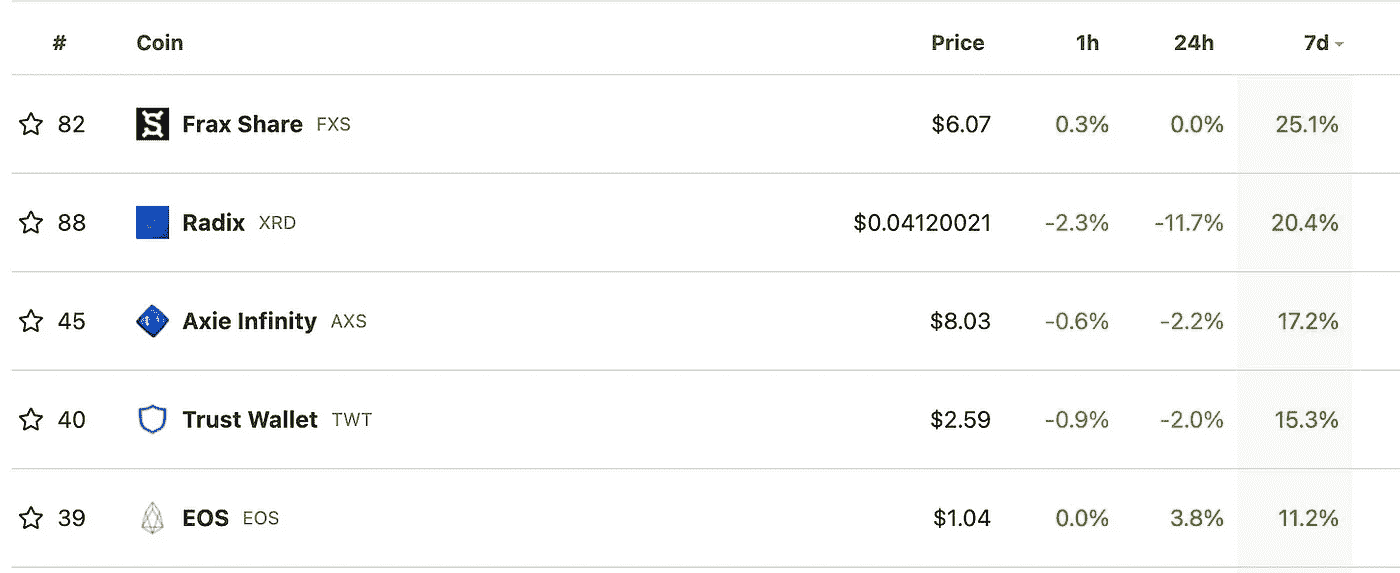 # Coin Price 1h 24h 7d
82 Frax Share FXS $6.07 0.3% 0.0% 25.1%
88 Radix XRD $0.04120021 -2.3% -11.7% 20.4%
45 Axie Infinity AXS $8.03 -0.6% -2.2% 17.2%
40 Trust Wallet TWT $2.59 -0.9% -2.0% 15.3%
39 EOS EOS $1.04 0.0% 3.8% 11.2%